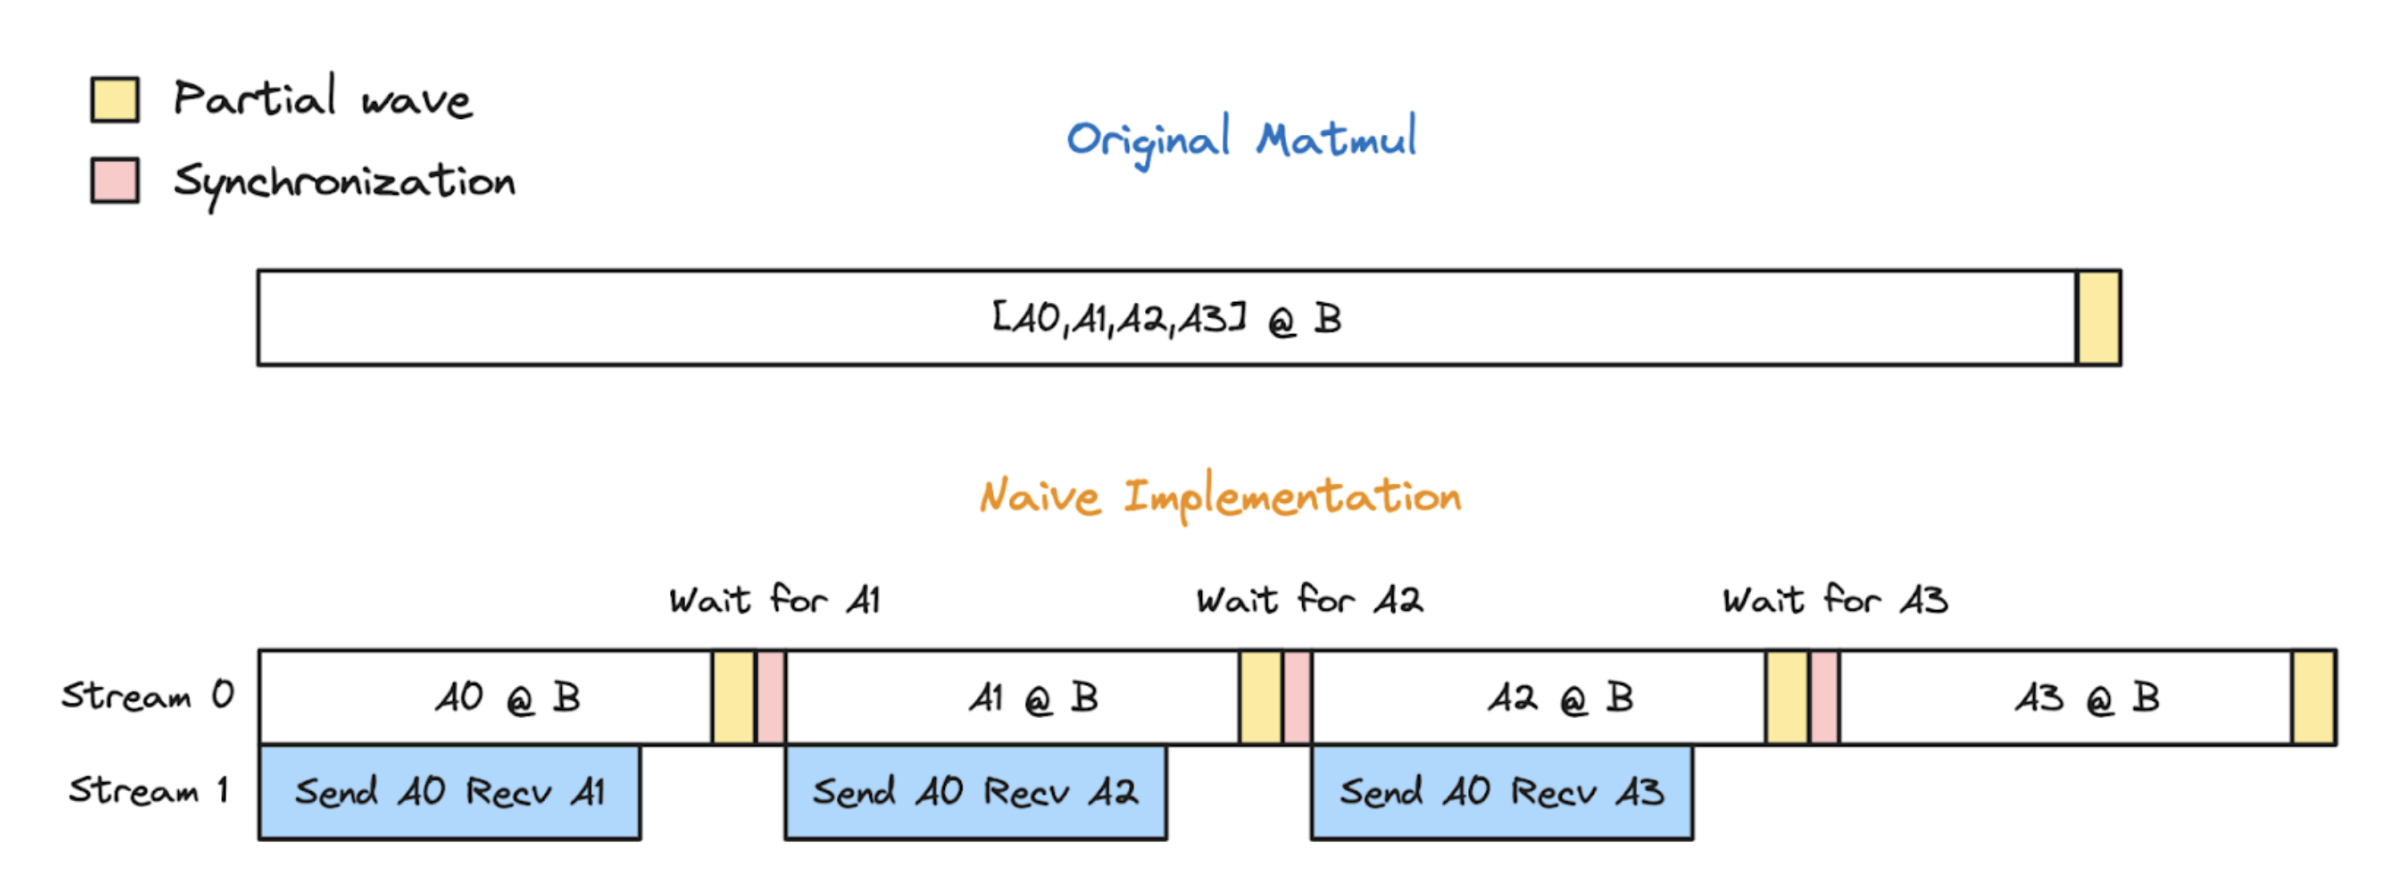 Partial wave
Synchronization
Original Matmul
[A0,A1,A2,A3] @ B
Naive Implementation
Wait for A1 Wait for A2 Wait for A3
Stream 0 A0 @ B A1 @ B A2 @ B A3 @ B
Stream 1 Send A0 Recv A1 Send A0 Recv A2 Send A0 Recv A3